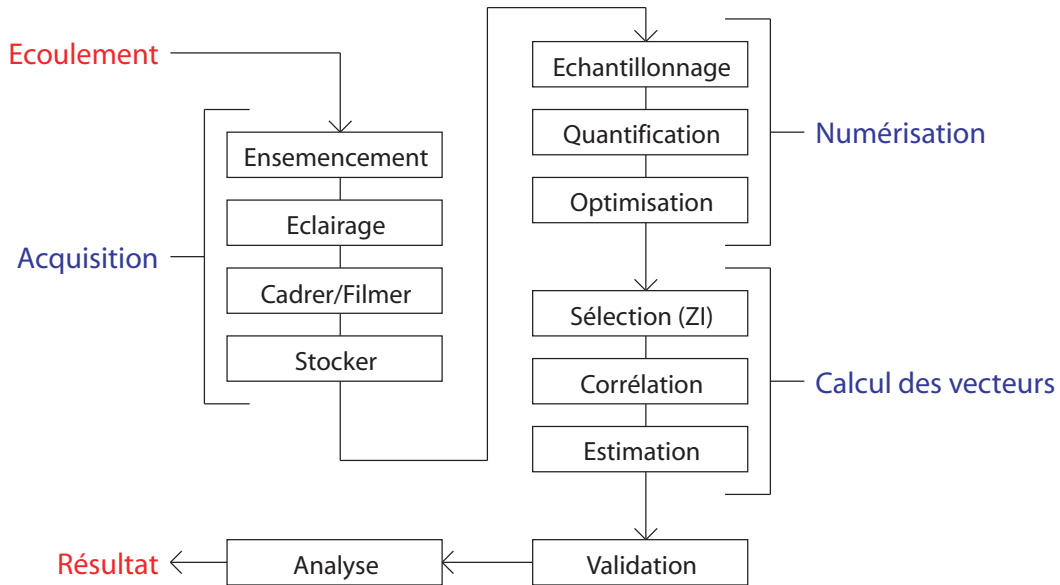 Ecoulement
Ensemencement
Eclairage
Cadrer/Filmer
Stocker
Acquisition
Echantillonnage
Quantification
Optimisation
Numérisation
Sélection (ZI)
Corrélation
Estimation
Calcul des vecteurs
Validation
Analyse
Résultat